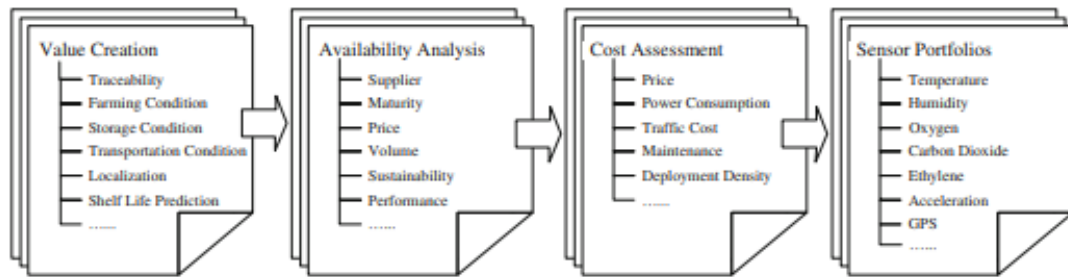 Value Creation
Traceability
Farming Condition
Storage Condition
Transportation Condition
Localization
Shelf Life Prediction
…...
Availability Analysis
Supplier
Maturity
Price
Volume
Sustainability
Performance
…...
Cost Assessment
Price
Power Consumption
Traffic Cost
Maintenance
Deployment Density
…...
Sensor Portfolios
Temperature
Humidity
Oxygen
Carbon Dioxide
Ethylene
Acceleration
GPS
…...